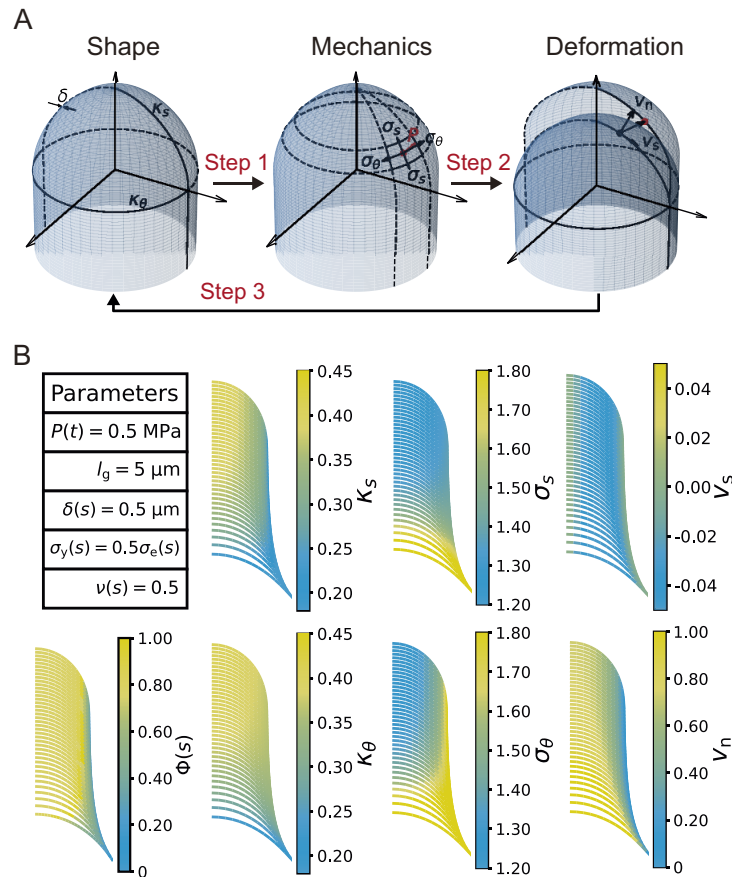 A
Shape
Mechanics
Deformation
δ
κs
κθ
Step 1
σs
σθ
σθ
σs
Step 2
vn
vs
Step 3
B
Parameters
P(t) = 0.5 MPa
lg = 5 μm
δ(s) = 0.5 μm
σy(s) = 0.5σe(s)
ν(s) = 0.5
0.45
0.40
0.35
0.30
0.25
0.20
κs
1.80
1.70
1.60
1.50
1.40
1.30
1.20
σs
0.04
0.02
0.00
-0.02
-0.04
vs
1.00
0.80
0.60
0.40
0.20
0
Φ(s)
0.45
0.40
0.35
0.30
0.25
0.20
κθ
1.80
1.70
1.60
1.50
1.40
1.30
1.20
σθ
1.00
0.80
0.60
0.40
0.20
0
vn